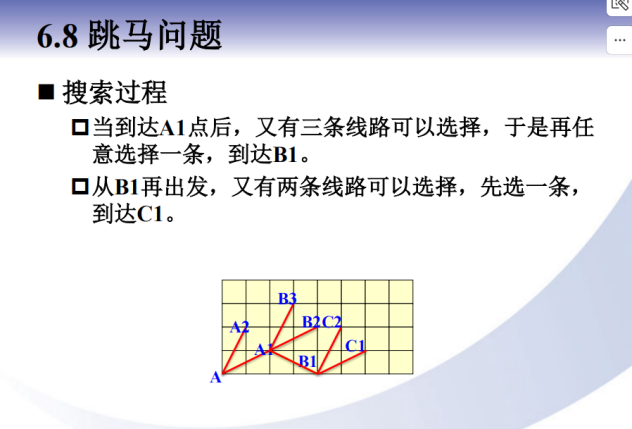 6.8 跳马问题
搜索过程
当到达A1点后，又有三条线路可以选择，于是再任
意选择一条，到达B1。
从B1再出发，又有两条线路可以选择，先选一条，
到达C1。
B3
A2 B2 C2
A1 B1 C1
A